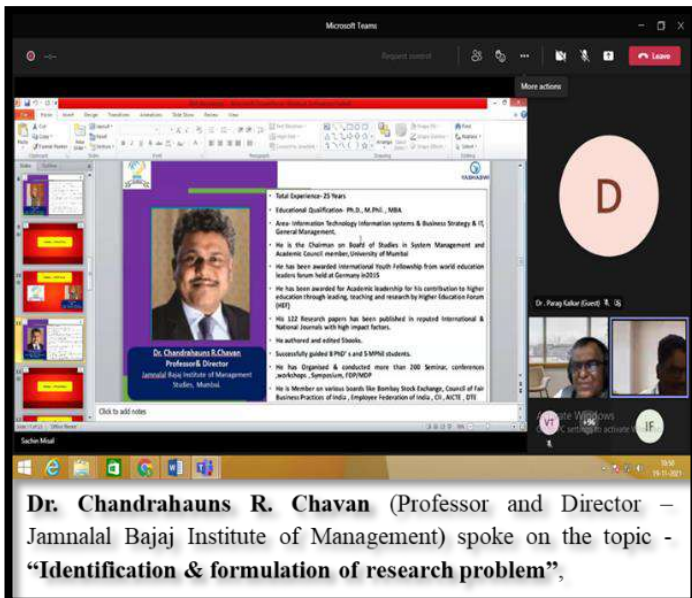 Microsoft Teams
Request control
Leave
More actions
YASHASWI
Total Experience- 25 Years
Educational Qualification- Ph.D., M.Phil. , MBA
Area- Information Technology Information systems & Business Strategy & IT,
General Management.
He is the Chairman on Board of Studies in System Management and
Academic Council member, University of Mumbai
He has been awarded International Youth Fellowship from world education
leaders forum held at Germany in2015
He has been awarded for Academic leadership for his contribution to higher
education through leading, teaching and research by Higher Education Forum
(HEF)
His 122 Research papers has been published in reputed International &
National Journals with high impact factors.
He authored and edited 5books.
Successfully guided 8 PhD' s and 5 MPhil students.
He has Organised & conducted more than 200 Seminar, conferences
,workshops , Symposium, FDP/MDP
He is Member on various boards like Bombay Stock Exchange, Council of Fair
Business Practices of India , Employee Federation of India , CII , AICTE , DTE
Dr. Chandrahauns R.Chavan
Professor& Director
Jamnalal Bajaj Institute of Management
Studies, Mumbai.
Click to add notes
Sachin Misal
D
Dr. Parag Kalkar (Guest)
VT
+96
IF
19-11-2021
Dr. Chandrahauns R. Chavan (Professor and Director –
Jamnalal Bajaj Institute of Management) spoke on the topic -
“Identification & formulation of research problem”,